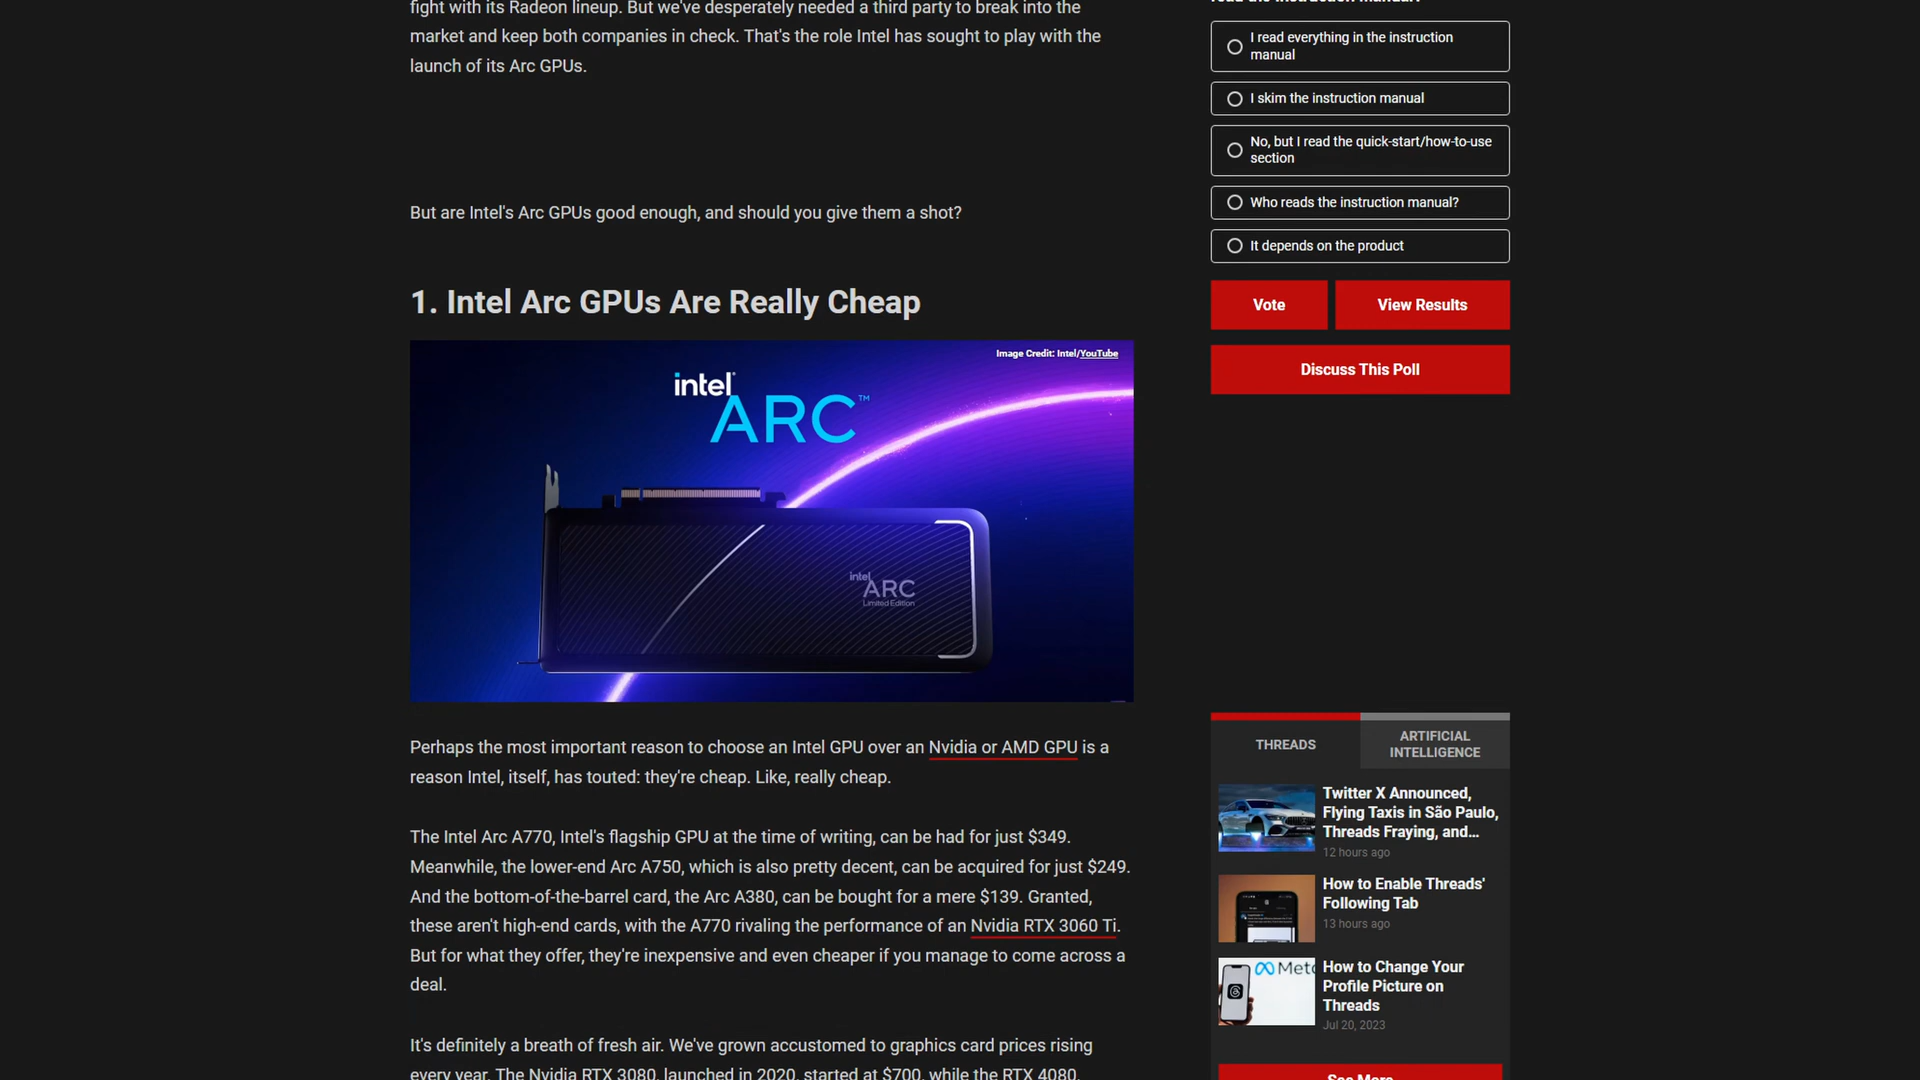 fight with its Radeon lineup. But we've desperately needed a third party to break into the
market and keep both companies in check. That's the role Intel has sought to play with the
launch of its Arc GPUs.
But are Intel's Arc GPUs good enough, and should you give them a shot?
1. Intel Arc GPUs Are Really Cheap
Image Credit: Intel/YouTube
intel
ARC™
intel
ARC
Limited Edition
Perhaps the most important reason to choose an Intel GPU over an Nvidia or AMD GPU is a
reason Intel, itself, has touted: they're cheap. Like, really cheap.
The Intel Arc A770, Intel's flagship GPU at the time of writing, can be had for just $349.
Meanwhile, the lower-end Arc A750, which is also pretty decent, can be acquired for just $249.
And the bottom-of-the-barrel card, the Arc A380, can be bought for a mere $139. Granted,
these aren't high-end cards, with the A770 rivaling the performance of an Nvidia RTX 3060 Ti.
But for what they offer, they're inexpensive and even cheaper if you manage to come across a
deal.
It's definitely a breath of fresh air. We've grown accustomed to graphics card prices rising
every year. The Nvidia RTX 3080, launched in 2020, started at $700, while the RTX 4080,
I read everything in the instruction
manual
I skim the instruction manual
No, but I read the quick-start/how-to-use
section
Who reads the instruction manual?
It depends on the product
Vote
View Results
Discuss This Poll
THREADS
ARTIFICIAL
INTELLIGENCE
Twitter X Announced,
Flying Taxis in São Paulo,
Threads Fraying, and...
12 hours ago
How to Enable Threads'
Following Tab
13 hours ago
Meta
How to Change Your
Profile Picture on
Threads
Jul 20, 2023
See More